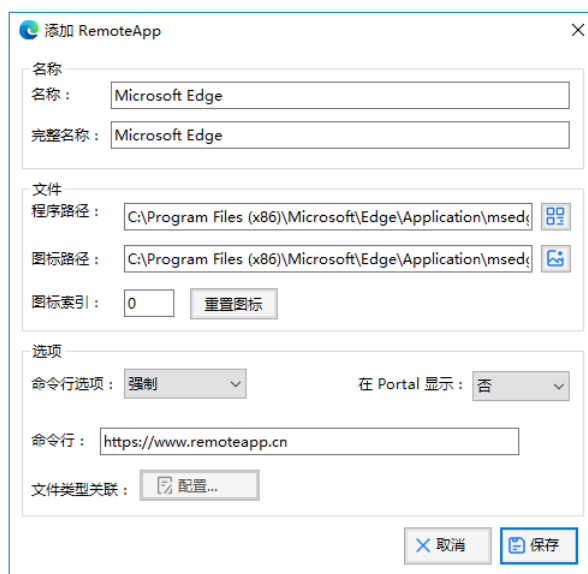 添加 RemoteApp
名称
名称： Microsoft Edge
完整名称： Microsoft Edge
文件
程序路径： C:\Program Files (x86)\Microsoft\Edge\Application\msedg
图标路径： C:\Program Files (x86)\Microsoft\Edge\Application\msedg
图标索引： 0 重置图标
选项
命令行选项： 强制 在 Portal 显示： 否
命令行： https://www.remoteapp.cn
文件类型关联： 配置...
取消 保存